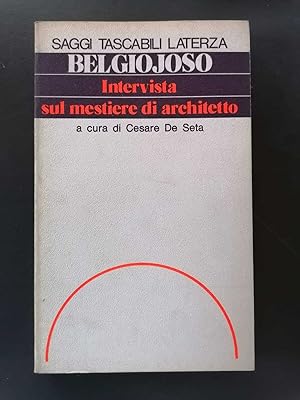 SAGGI TASCABILI LATERZA
BELGIOJOSO
Intervista
sul mestiere di architetto
a cura di Cesare De Seta